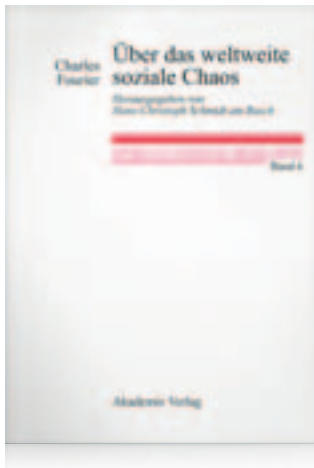 Charles
Fourier
Über das weltweite
soziale Chaos
Herausgegeben von
Hans-Christoph Schmidt am Busch
Band 6
Akademie Verlag